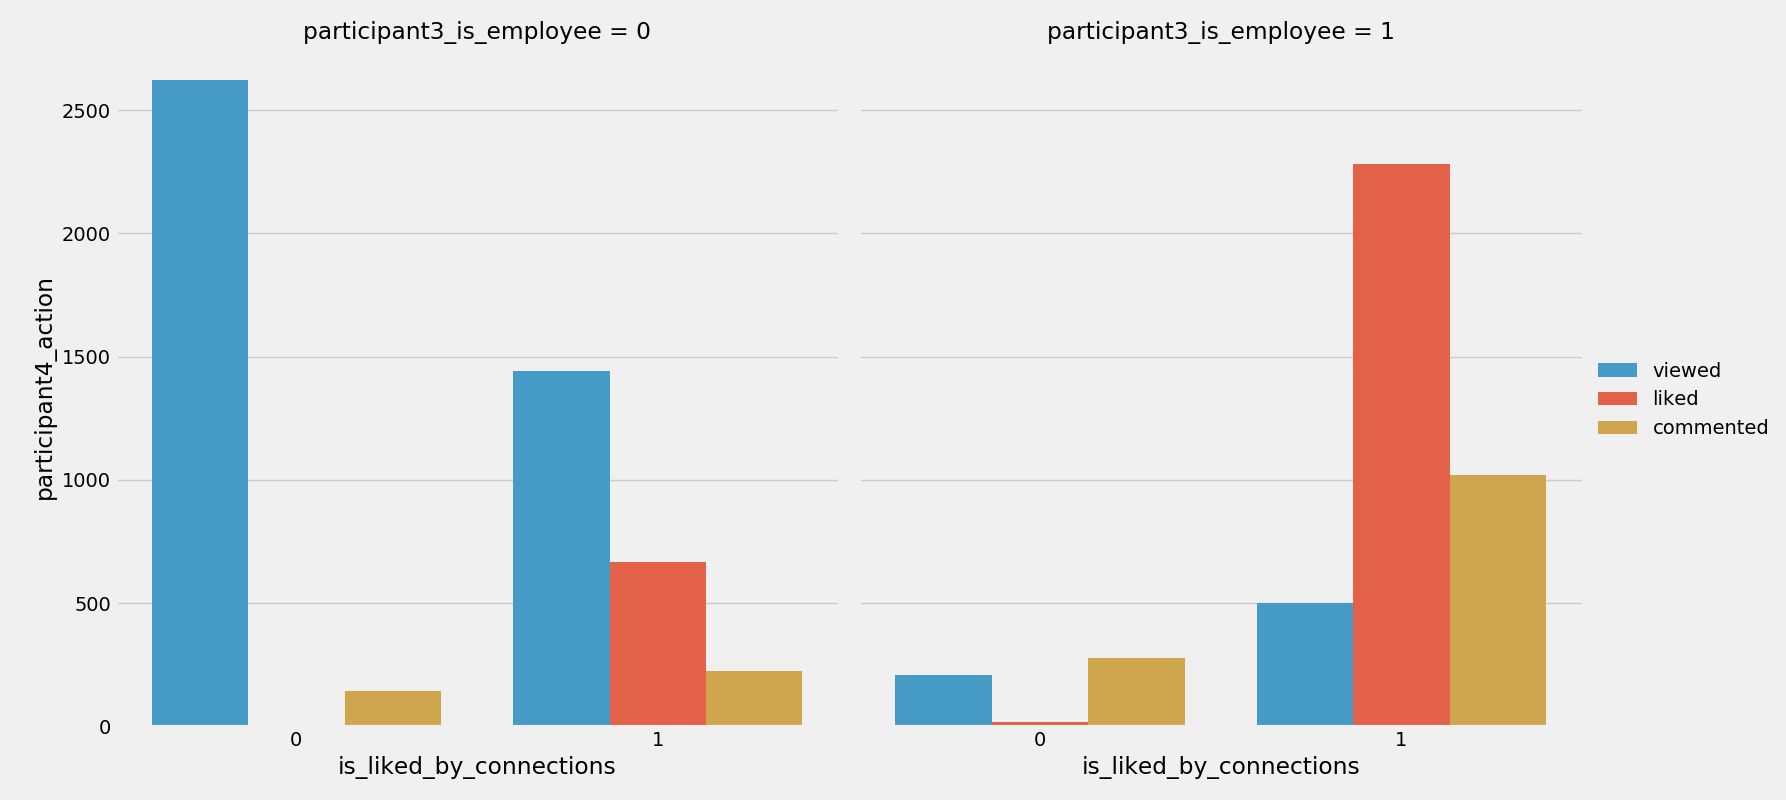 participant3_is_employee = 0
participant3_is_employee = 1
participant4_action
2500
2000
1500
1000
500
0
0
1
0
1
is_liked_by_connections
is_liked_by_connections
viewed
liked
commented